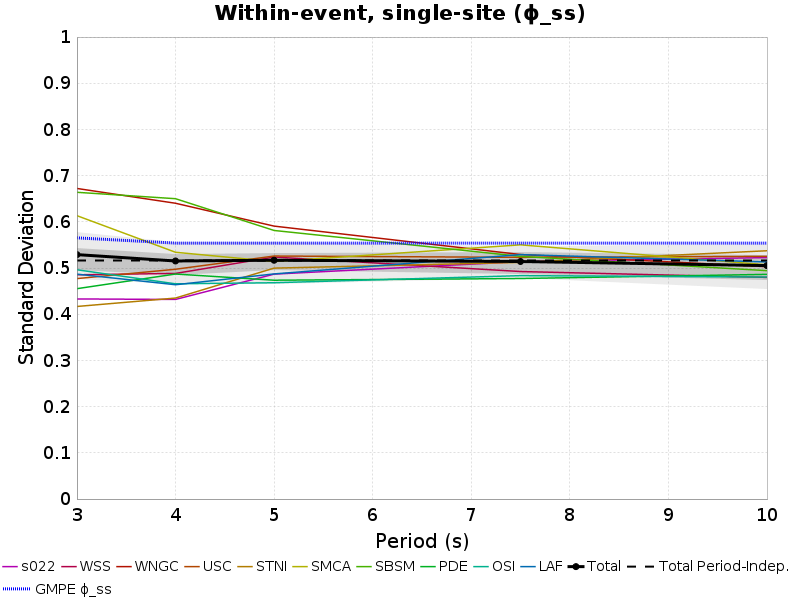 Within-event, single-site (ϕ_ss)
Standard Deviation
1
0.9
0.8
0.7
0.6
0.5
0.4
0.3
0.2
0.1
0
3 4 5 6 7 8 9 10
Period (s)
s022 WSS WNGC USC STNI SMCA SBSM PDE OSI LAF Total Total Period-Indep.
GMPE ϕ_ss